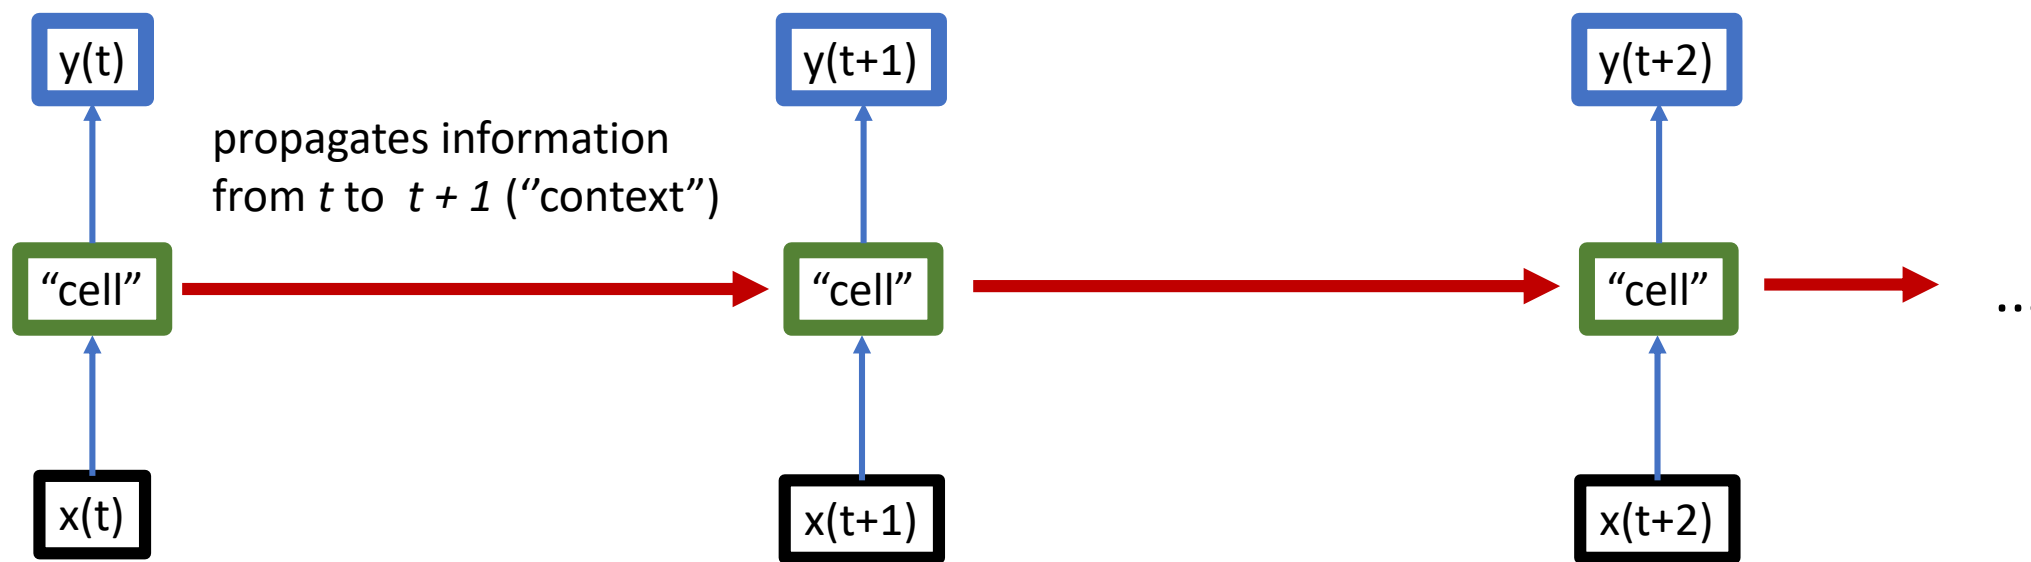 y(t) y(t+1) y(t+2)
propagates information
from t to t + 1 (‘’context”)
“cell” “cell” “cell” ...
x(t) x(t+1) x(t+2)